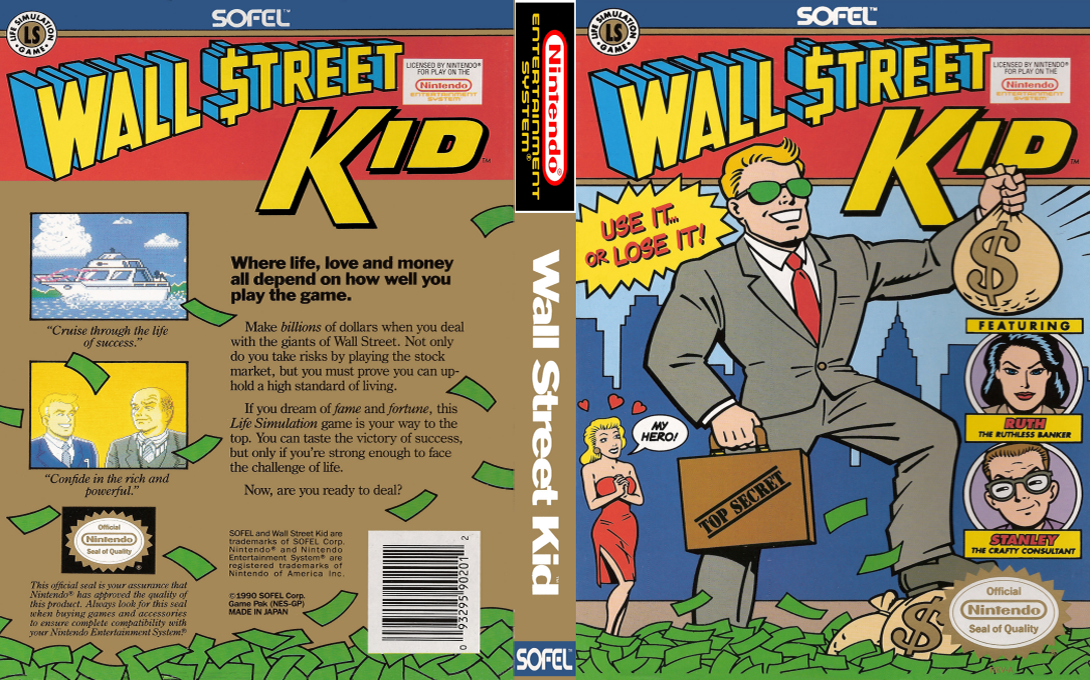 LIFE SIMULATION
LS
GAME
SOFEL™
WALL $TREET
KID™
LICENSED BY NINTENDO®
FOR PLAY ON THE
Nintendo
ENTERTAINMENT
SYSTEM
"Cruise through the life
of success."
"Confide in the rich and
powerful."
Official
Nintendo
Seal of Quality
This official seal is your assurance that
Nintendo® has approved the quality of
this product. Always look for this seal
when buying games and accessories
to ensure complete compatibility with
your Nintendo Entertainment System®
Where life, love and money
all depend on how well you
play the game.
Make billions of dollars when you deal
with the giants of Wall Street. Not only
do you take risks by playing the stock
market, but you must prove you can up-
hold a high standard of living.
If you dream of fame and fortune, this
Life Simulation game is your way to the
top. You can taste the victory of success,
but only if you're strong enough to face
the challenge of life.
Now, are you ready to deal?
SOFEL and Wall Street Kid are
trademarks of SOFEL Corp.
Nintendo® and Nintendo
Entertainment System® are
registered trademarks of
Nintendo of America Inc.
©1990 SOFEL Corp.
Game Pak (NES-GP)
MADE IN JAPAN
0 93295 90201 2
Nintendo®
ENTERTAINMENT
SYSTEM®
Wall Street Kid™
SOFEL™
LIFE SIMULATION
LS
GAME
SOFEL™
WALL $TREET
KID™
LICENSED BY NINTENDO®
FOR PLAY ON THE
Nintendo
ENTERTAINMENT
SYSTEM
USE IT...
OR LOSE IT!
$
FEATURING
RUTH
THE RUTHLESS BANKER
MY
HERO!
TOP SECRET
STANLEY
THE CRAFTY CONSULTANT
$
Official
Nintendo
Seal of Quality